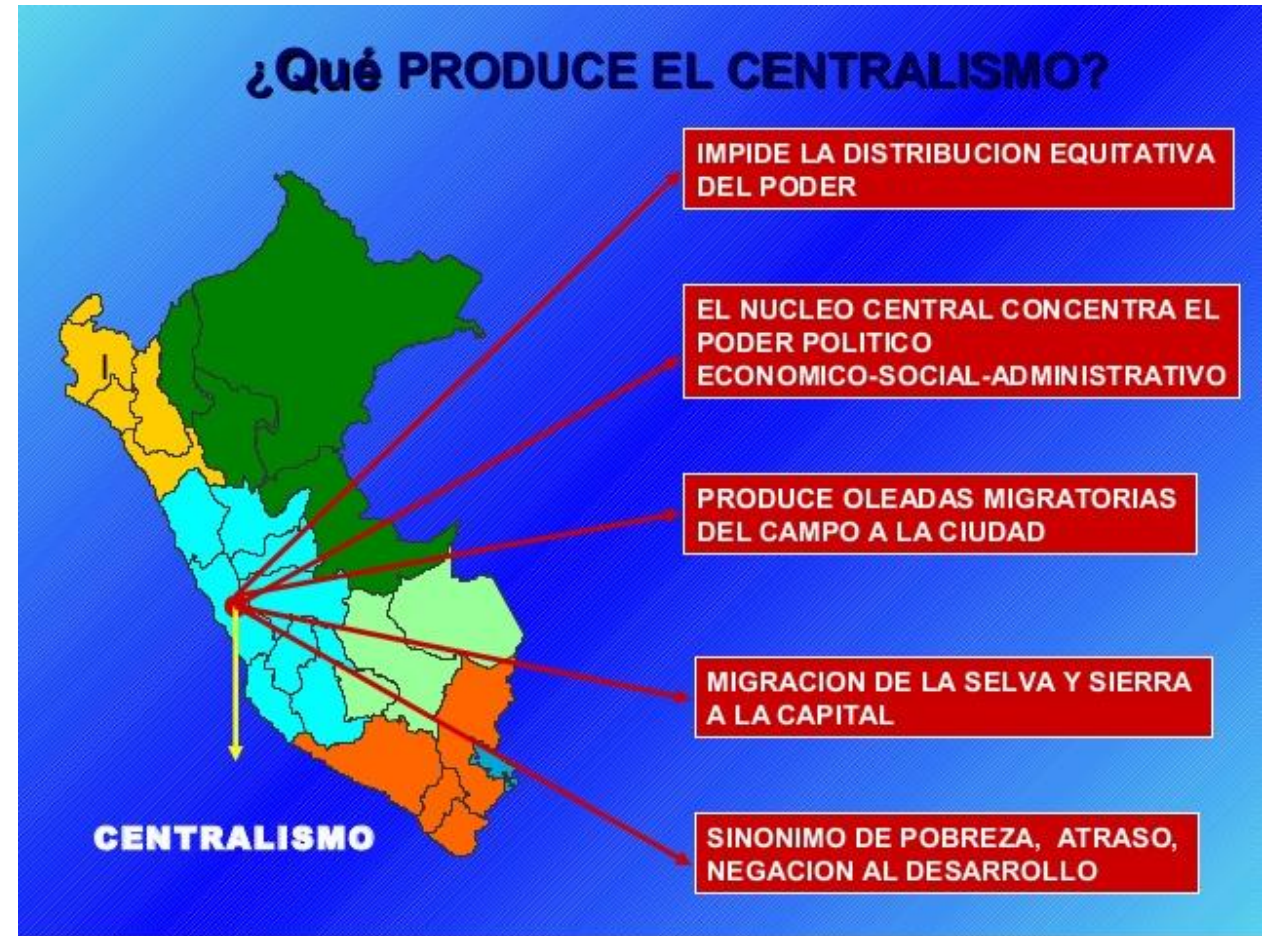 ¿Qué PRODUCE EL CENTRALISMO?
IMPIDE LA DISTRIBUCION EQUITATIVA
DEL PODER
EL NUCLEO CENTRAL CONCENTRA EL
PODER POLITICO
ECONOMICO-SOCIAL-ADMINISTRATIVO
I
PRODUCE OLEADAS MIGRATORIAS
DEL CAMPO A LA CIUDAD
MIGRACION DE LA SELVA Y SIERRA
A LA CAPITAL
CENTRALISMO
SINONIMO DE POBREZA, ATRASO,
NEGACION AL DESARROLLO